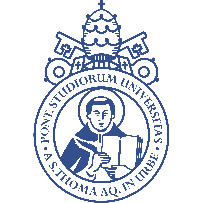 • PONT. STUDIORUM UNIVERSITAS •
A S. THOMA AQ. IN URBE